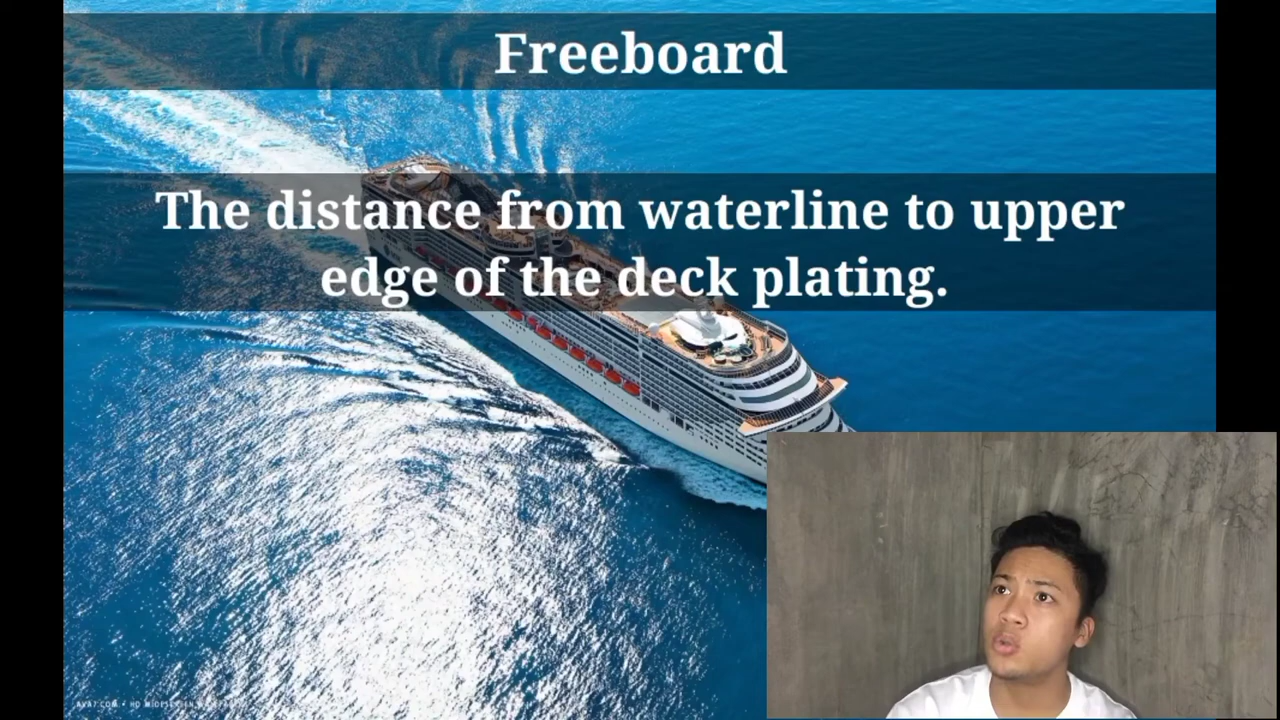 Freeboard
The distance from waterline to upper
edge of the deck plating.